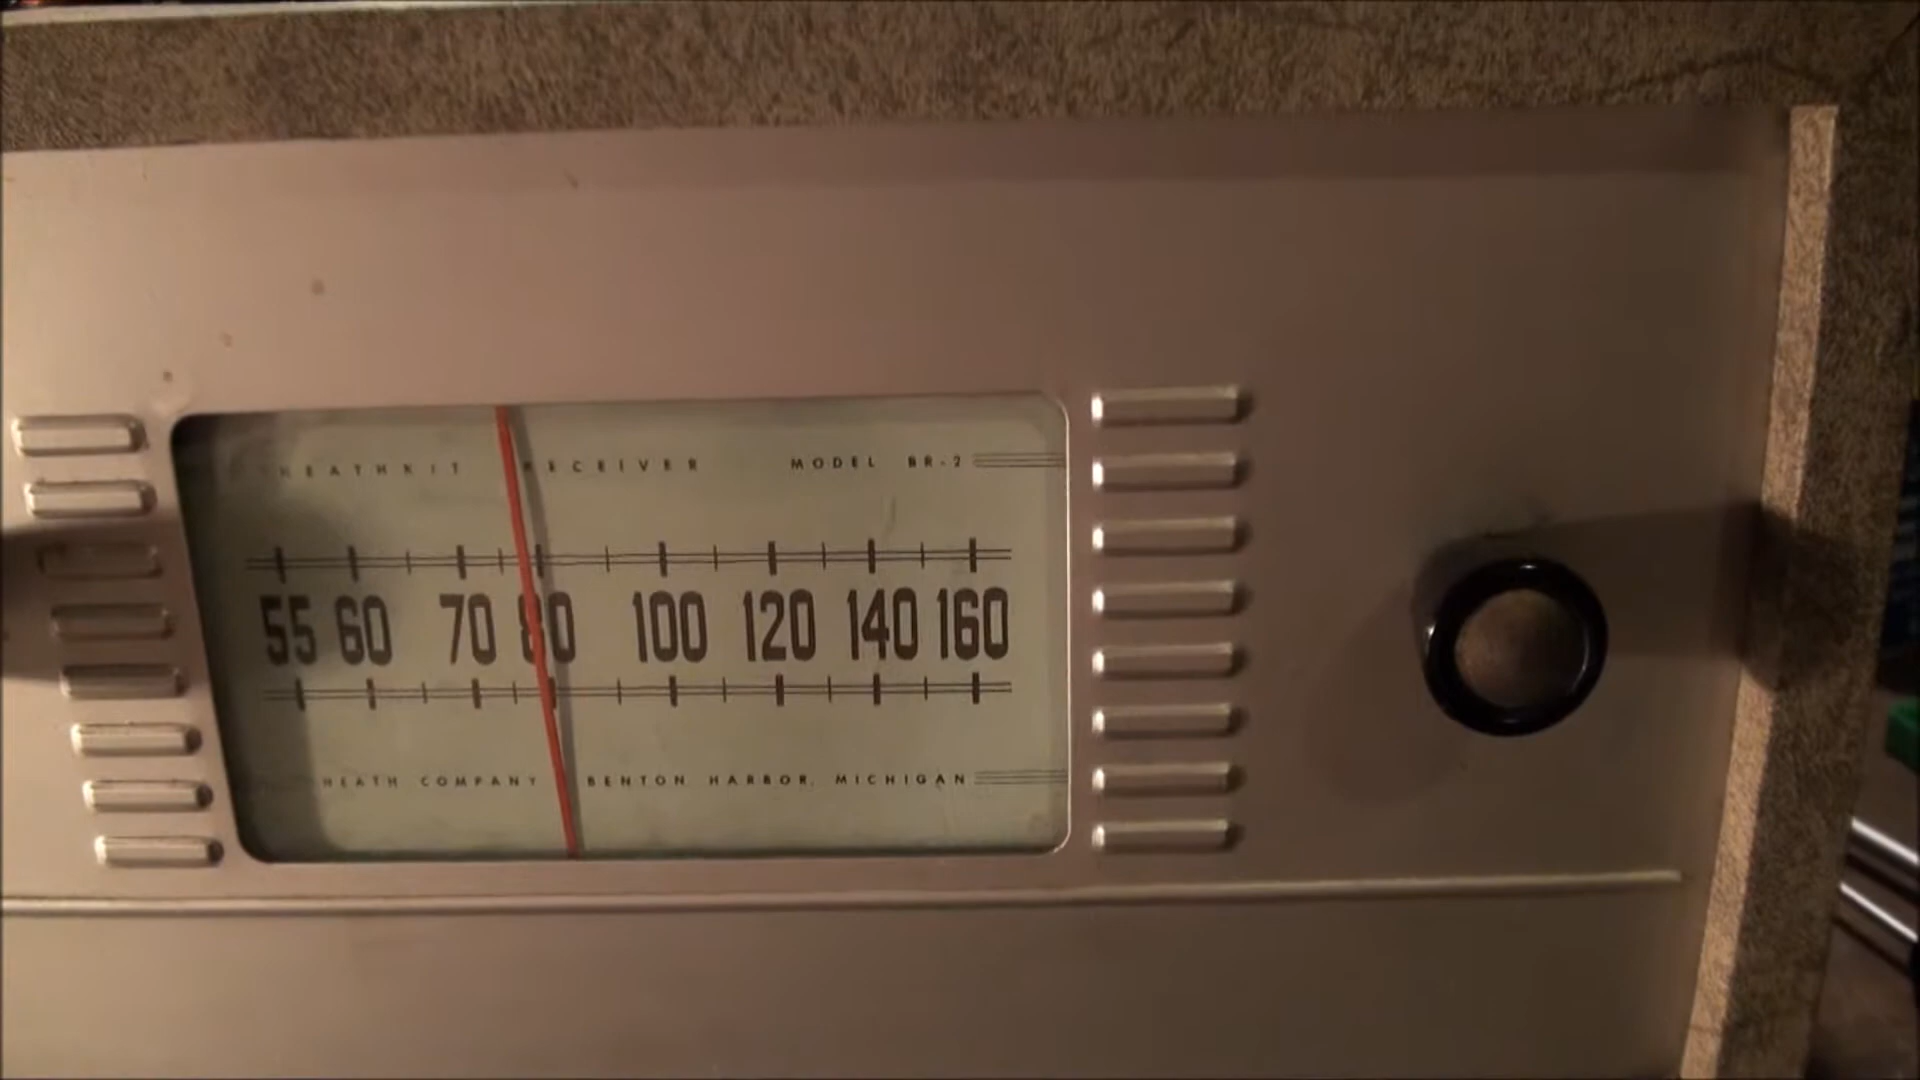 HEATHKIT RECEIVER MODEL BR-2
55 60 70 80 100 120 140 160
HEATH COMPANY BENTON HARBOR, MICHIGAN